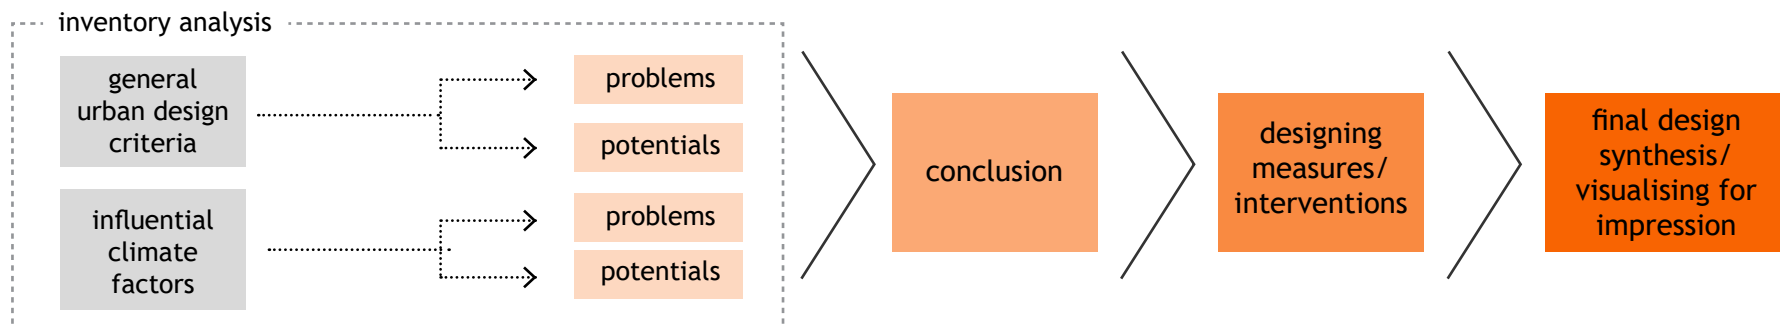 inventory analysis
general
urban design
criteria
problems
potentials
influential
climate
factors
problems
potentials
conclusion
designing
measures/
interventions
final design
synthesis/
visualising for
impression